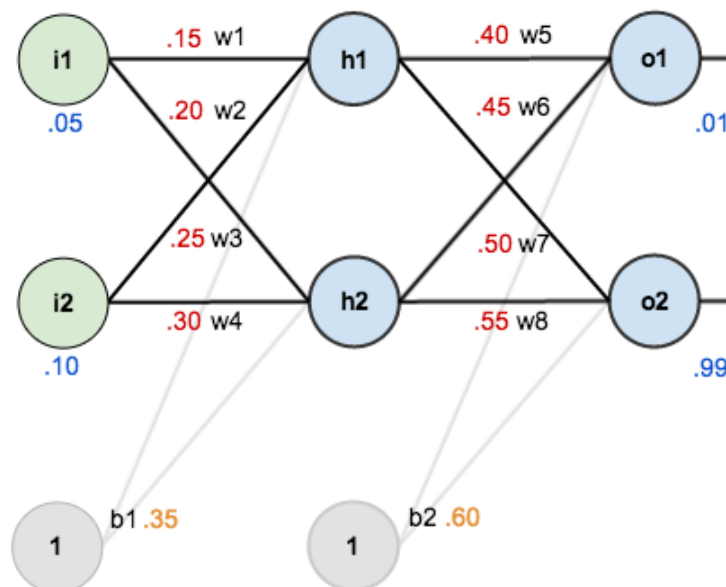 i1 .15 w1 h1 .40 w5 o1
.20 w2 .45 w6
.05 .01
.25 w3 .50 w7
i2 h2 o2
.30 w4 .55 w8
.10 .99
b1 .35 b2 .60
1 1